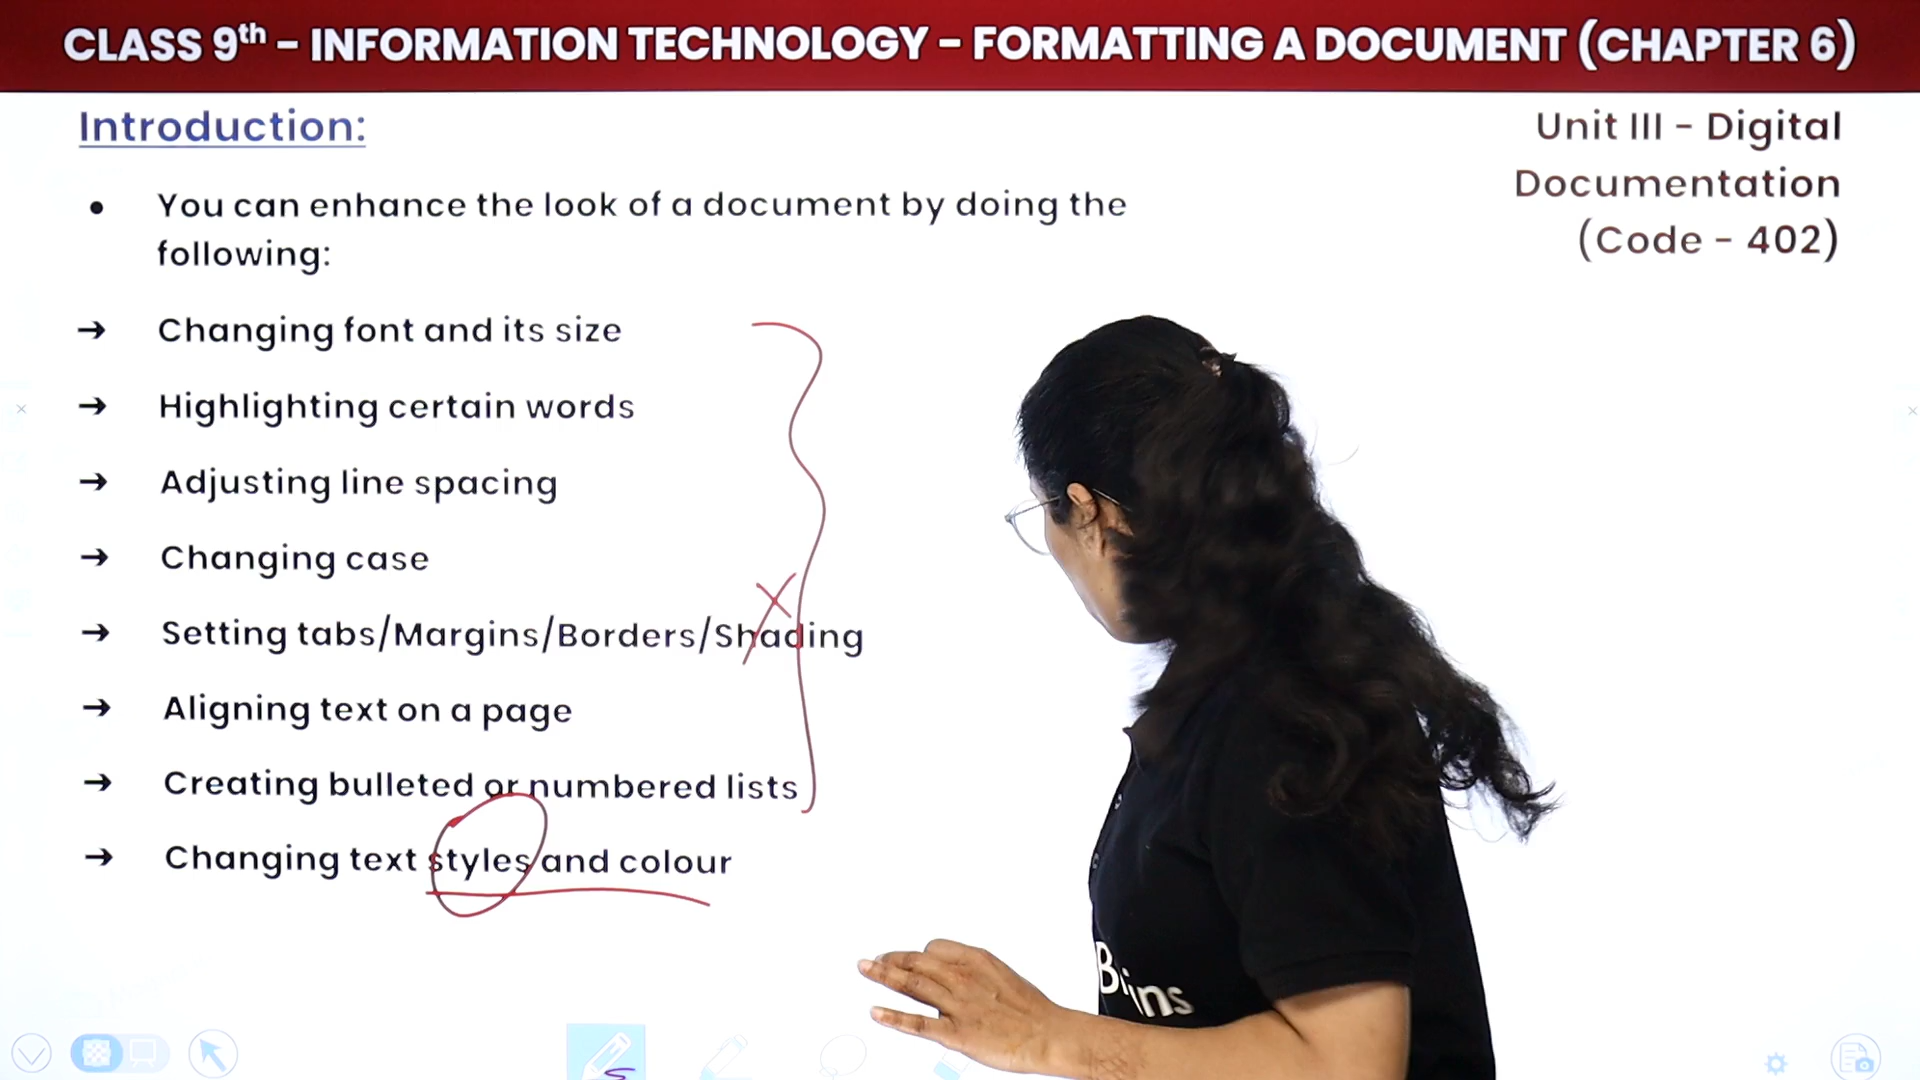 CLASS 9th - INFORMATION TECHNOLOGY - FORMATTING A DOCUMENT (CHAPTER 6)
Introduction:
Unit III - Digital
Documentation
(Code - 402)
• You can enhance the look of a document by doing the
following:
→ Changing font and its size
→ Highlighting certain words
→ Adjusting line spacing
→ Changing case
→ Setting tabs/Margins/Borders/Shading
→ Aligning text on a page
→ Creating bulleted or numbered lists
→ Changing text styles and colour